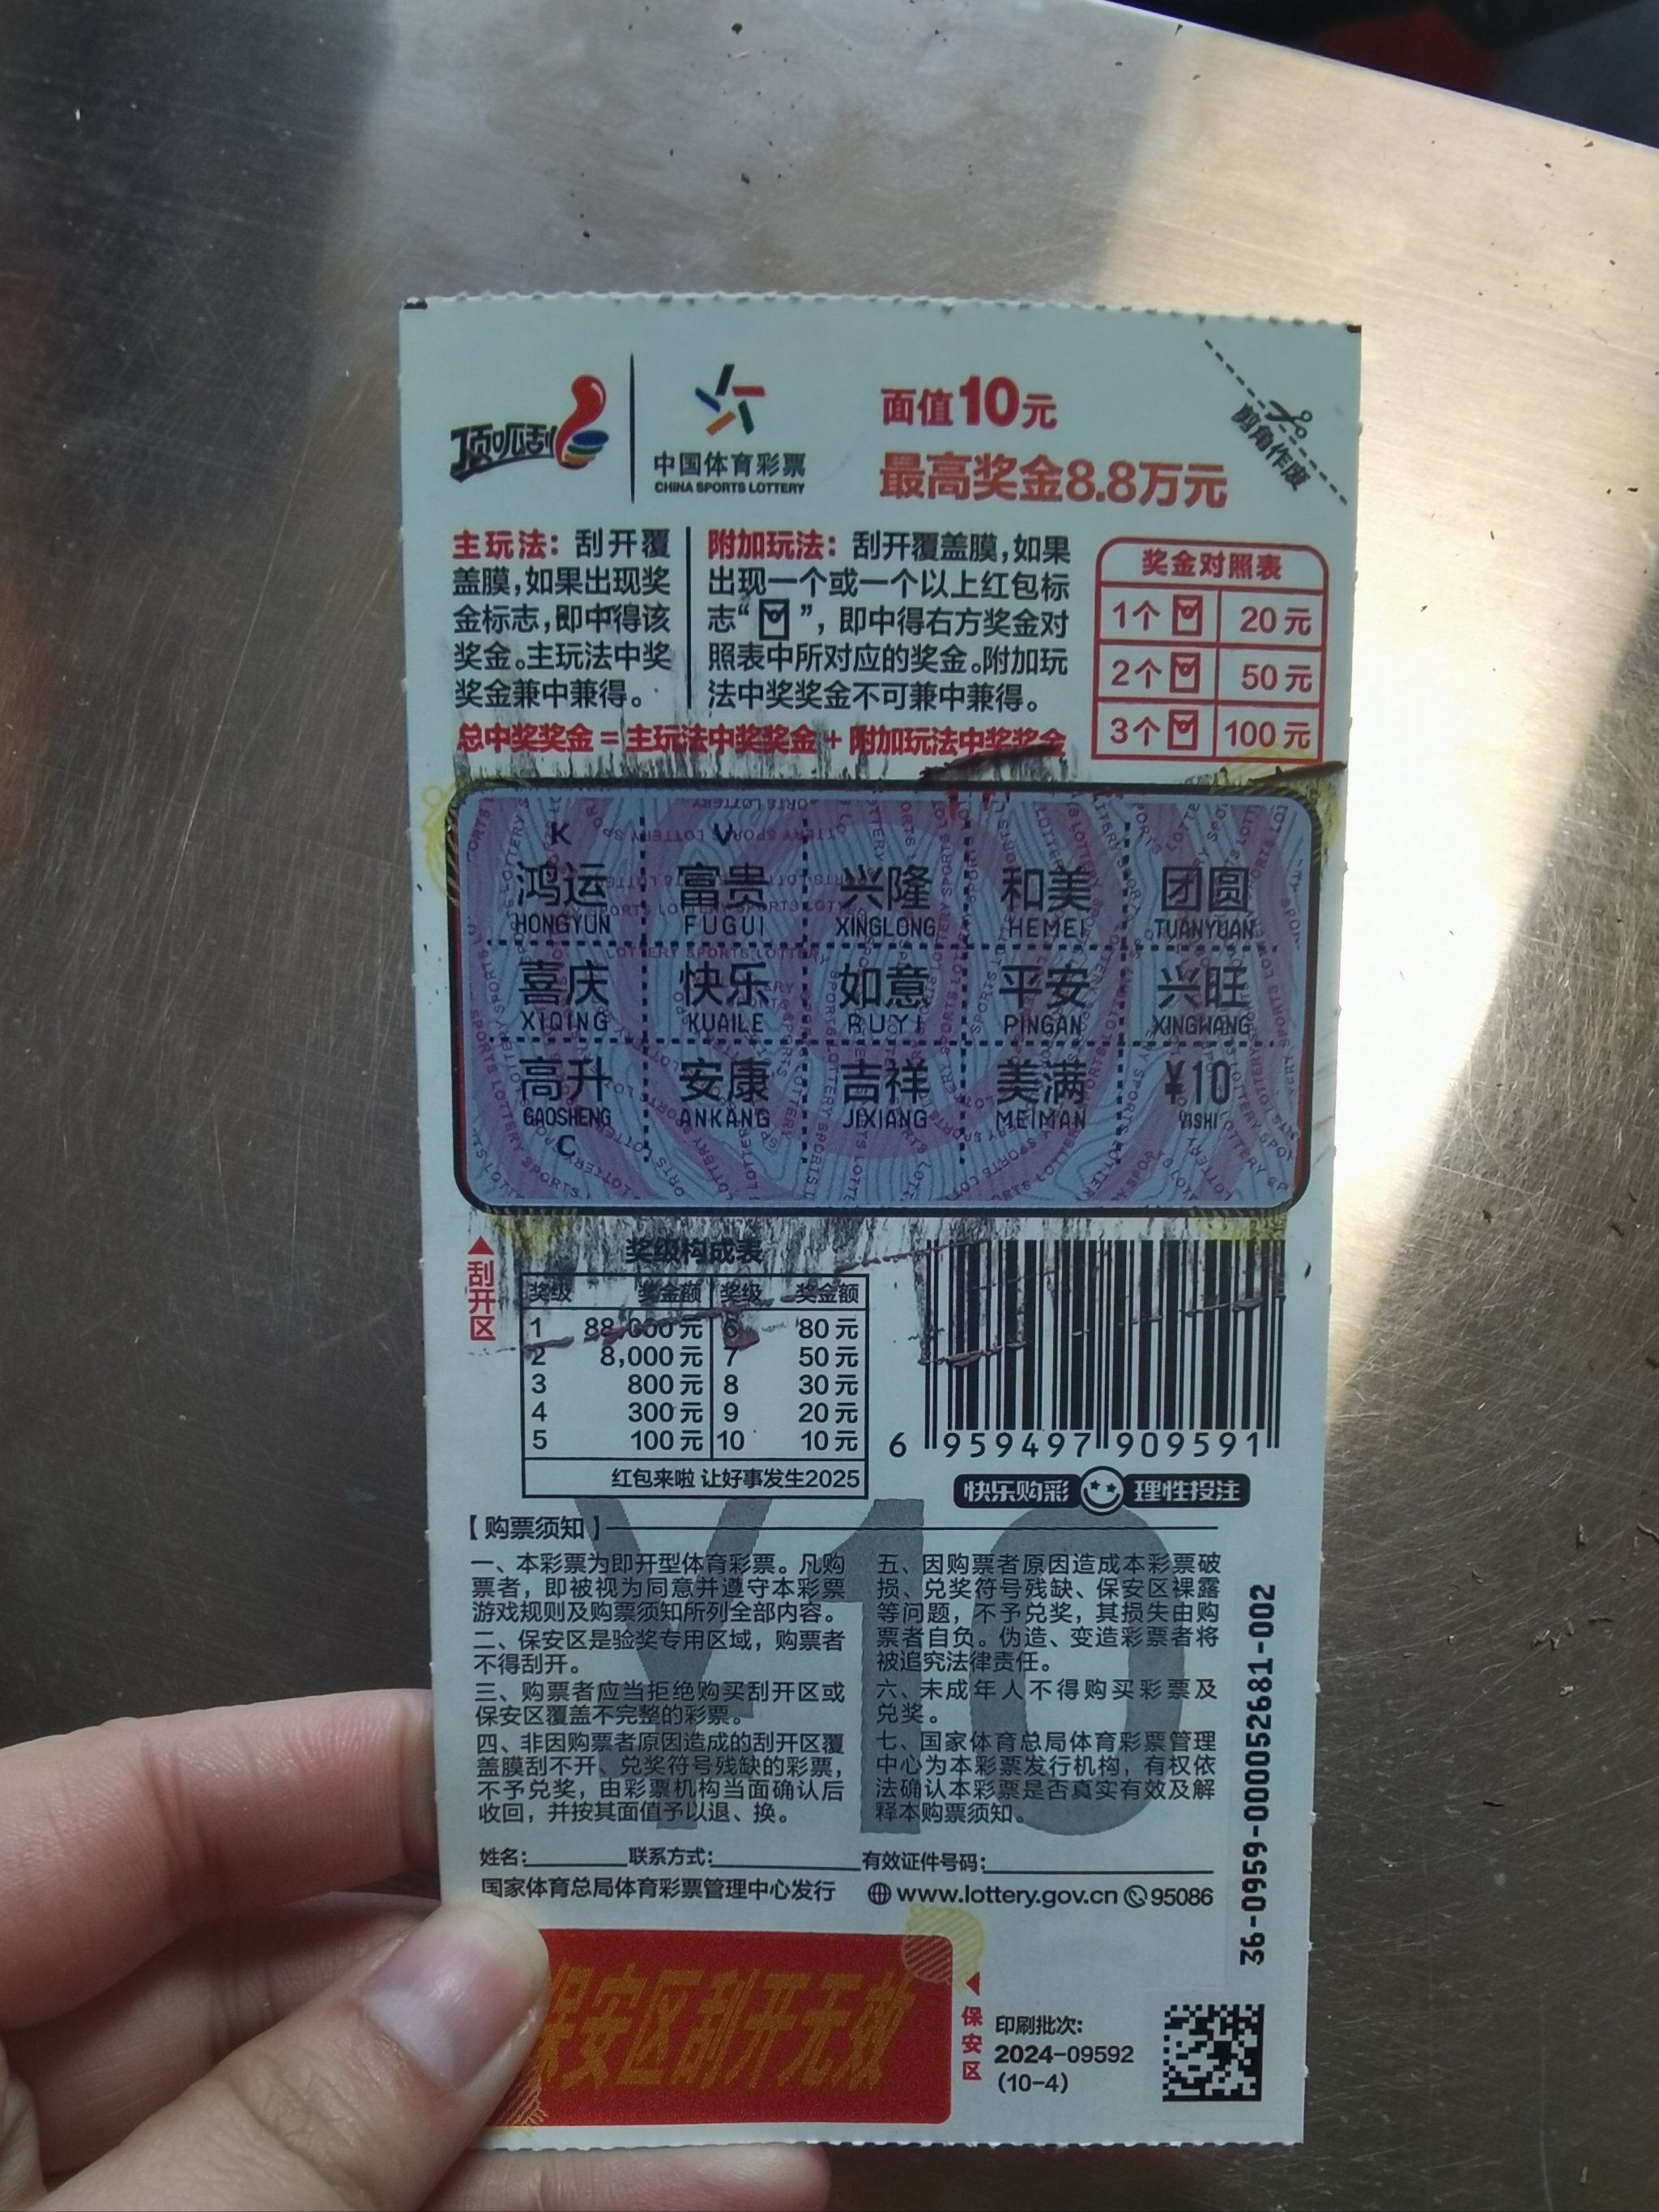 顶呱刮
中国体育彩票
CHINA SPORTS LOTTERY
面值10元
最高奖金8.8万元
剪角作废
主玩法：刮开覆
盖膜，如果出现奖
金标志，即中得该
奖金。主玩法中奖
奖金兼中兼得。
附加玩法：刮开覆盖膜，如果
出现一个或一个以上红包标
志“ ”，即中得右方奖金对
照表中所对应的奖金。附加玩
法中奖奖金不可兼中兼得。
总中奖奖金 = 主玩法中奖奖金 + 附加玩法中奖奖金
奖金对照表
1个 20元
2个 50元
3个 100元
K V
鸿运 富贵 兴隆 和美 团圆
HONGYUN FUGUI XINGLONG HEMEI TUANYUAN
喜庆 快乐 如意 平安 兴旺
XIQING KUAILE RUYI PINGAN XINGWANG
高升 安康 吉祥 美满 ¥10
GAOSHENG ANKANG JIXIANG MEIMAN YISHI
C
刮开区
奖级构成表
奖级 奖金额 奖级 奖金额
1 88,000元 6 80元
2 8,000元 7 50元
3 800元 8 30元
4 300元 9 20元
5 100元 10 10元
红包来啦 让好事发生2025
6 959497 909591
快乐购彩 理性投注
¥10
【购票须知】
一、本彩票为即开型体育彩票。凡购
票者，即被视为同意并遵守本彩票
游戏规则及购票须知所列全部内容。
二、保安区是验奖专用区域，购票者
不得刮开。
三、购票者应当拒绝购买刮开区或
保安区覆盖不完整的彩票。
四、非因购票者原因造成的刮开区覆
盖膜刮不开、兑奖符号残缺的彩票，
不予兑奖，由彩票机构当面确认后
收回，并按其面值予以退、换。
五、因购票者原因造成本彩票破
损、兑奖符号残缺、保安区裸露
等问题，不予兑奖，其损失由购
票者自负。伪造、变造彩票者将
被追究法律责任。
六、未成年人不得购买彩票及
兑奖。
七、国家体育总局体育彩票管理
中心为本彩票发行机构，有权依
法确认本彩票是否真实有效及解
释本购票须知。
36-0959-000052681-002
姓名：________联系方式：________有效证件号码：________
国家体育总局体育彩票管理中心发行 www.lottery.gov.cn 95086
保安区刮开无效
保安区
印刷批次：
2024-09592
(10-4)